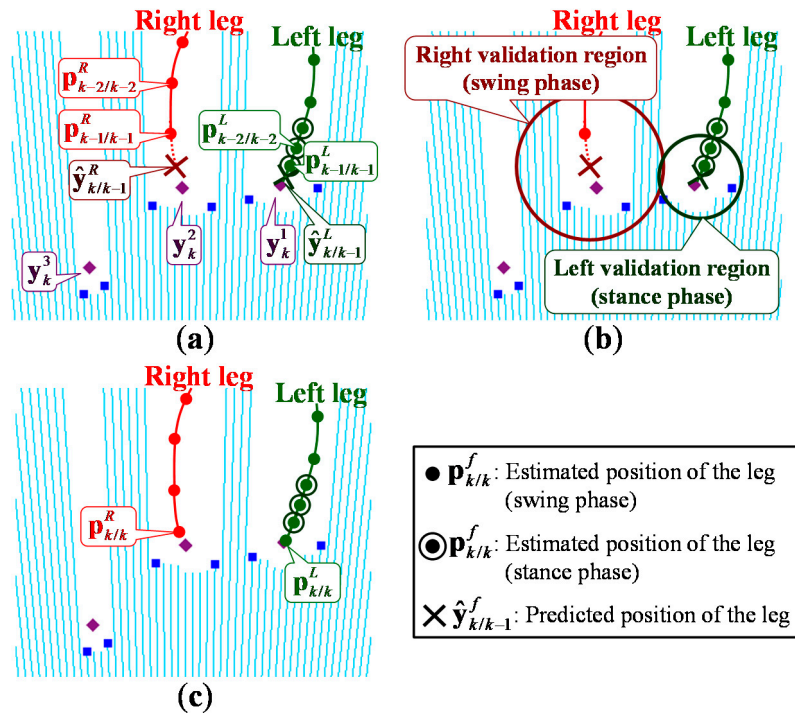 Right leg
Left leg
p^R_{k−2/k−2}
p^R_{k−1/k−1}
p^L_{k−2/k−2}
p^L_{k−1/k−1}
ŷ^R_{k/k−1}
y^2_k
y^1_k
ŷ^L_{k/k−1}
y^3_k
(a)
Right leg
Left leg
Right validation region
(swing phase)
Left validation region
(stance phase)
(b)
Right leg
Left leg
p^R_{k/k}
p^L_{k/k}
(c)
p^f_{k/k}: Estimated position of the leg
(swing phase)
p^f_{k/k}: Estimated position of the leg
(stance phase)
ŷ^f_{k/k−1}: Predicted position of the leg